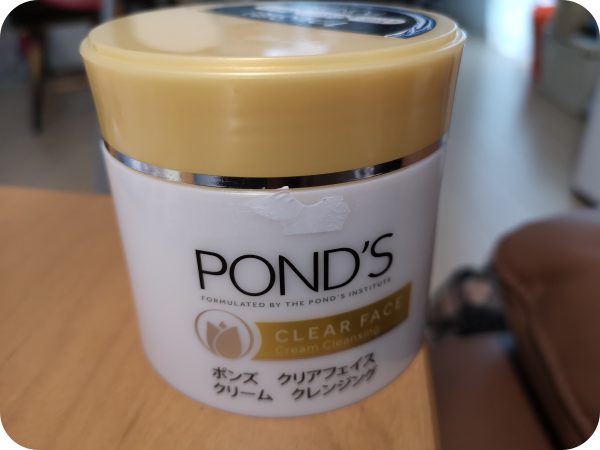 POND'S
FORMULATED BY THE POND'S INSTITUTE
CLEAR FACE
Cream Cleansing
ポンズ クリアフェイス
クリーム クレンジング